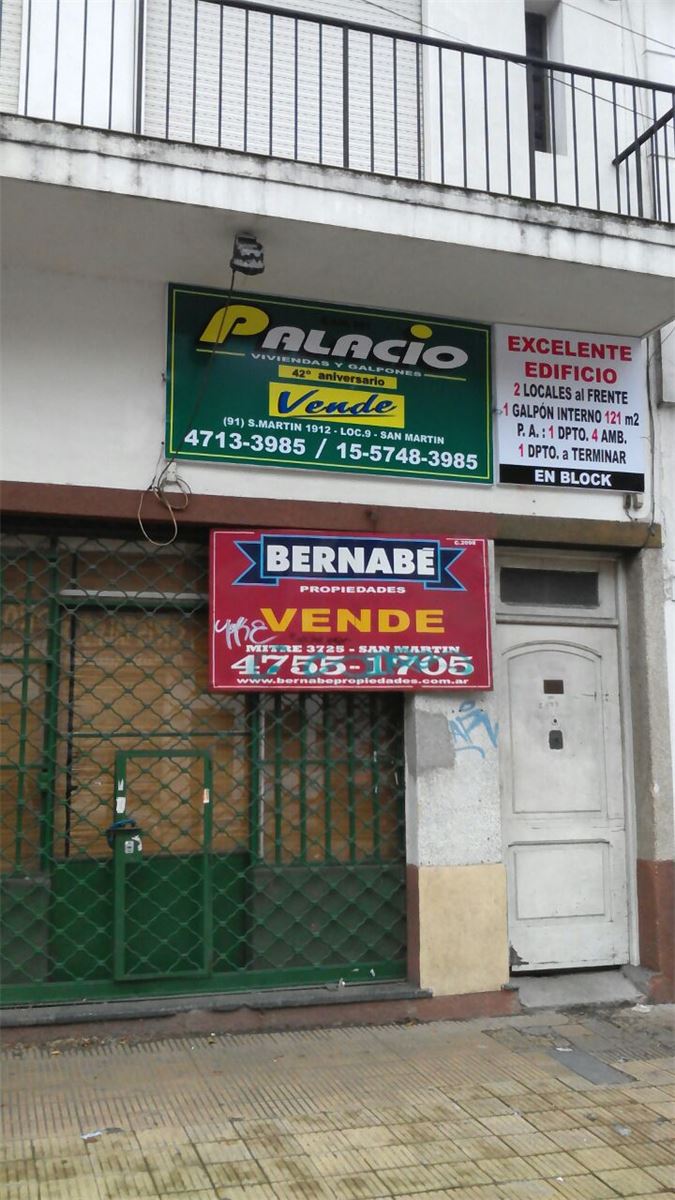 PALACIO
VIVIENDAS Y GALPONES
42º aniversario
Vende
(91) S.MARTIN 1912 - LOC.9 - SAN MARTIN
4713-3985 / 15-5748-3985
EXCELENTE
EDIFICIO
2 LOCALES al FRENTE
1 GALPÓN INTERNO 121 m2
P. A. : 1 DPTO. 4 AMB.
1 DPTO. a TERMINAR
EN BLOCK
BERNABÉ
C.2098
PROPIEDADES
VENDE
MITRE 3725 - SAN MARTIN
4755-1705
www.bernabepropiedades.com.ar